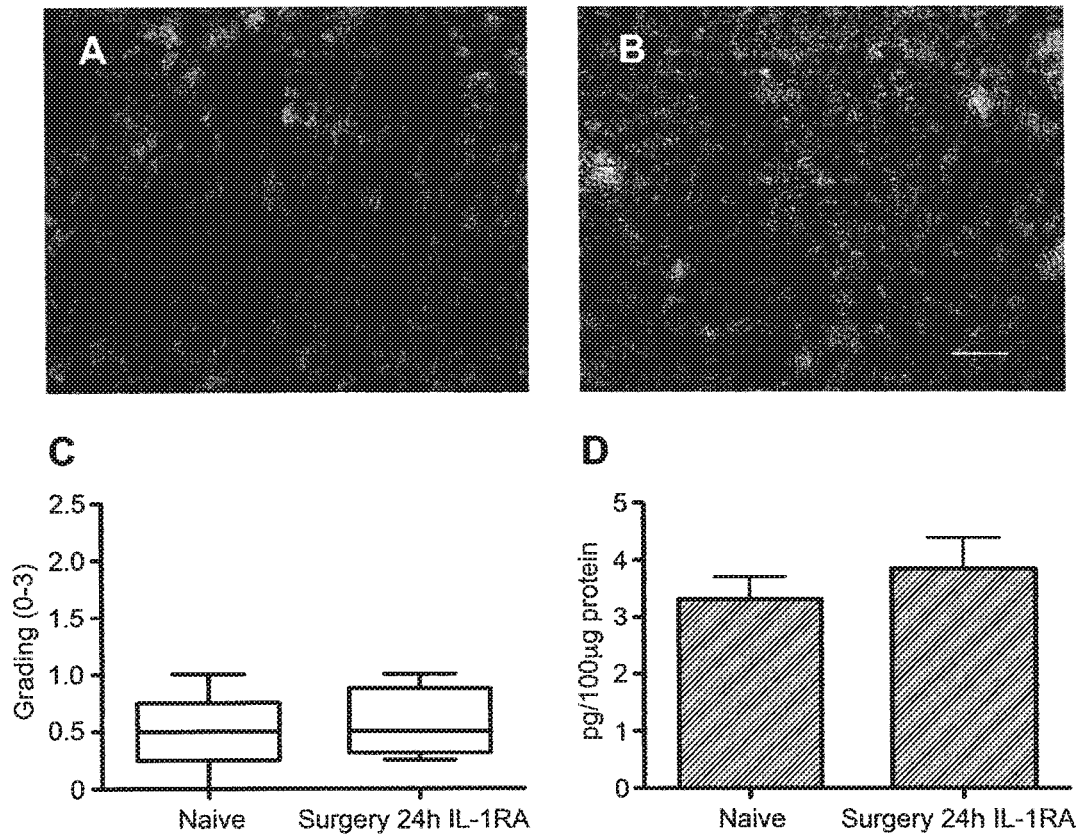 A
B
C
Grading (0-3)
2.5
2.0
1.5
1.0
0.5
0
Naive
Surgery 24h IL-1RA
D
pg/100µg protein
5
4
3
2
1
0
Naive
Surgery 24h IL-1RA